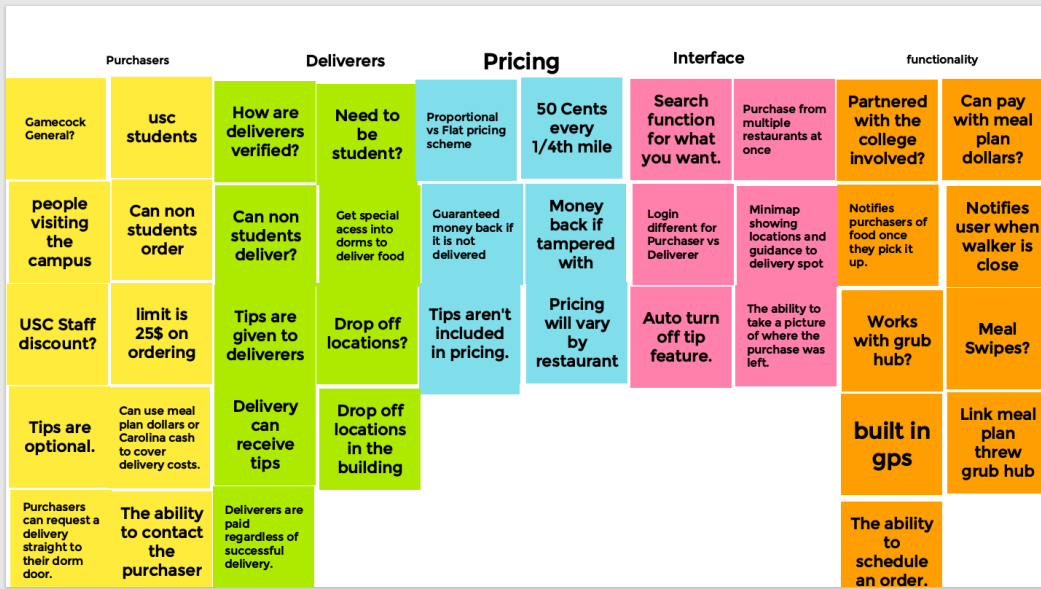 Purchasers
Deliverers
Pricing
Interface
functionality
Gamecock
General?
usc
students
people
visiting
the
campus
Can non
students
order
USC Staff
discount?
limit is
25$ on
ordering
Tips are
optional.
Can use meal
plan dollars or
Carolina cash
to cover
delivery costs.
Purchasers
can request a
delivery
straight to
their dorm
door.
The ability
to contact
the
purchaser
How are
deliverers
verified?
Need to
be
student?
Can non
students
deliver?
Get special
acess into
dorms to
deliver food
Tips are
given to
deliverers
Drop off
locations?
Delivery
can
receive
tips
Drop off
locations
in the
building
Deliverers are
paid
regardless of
successful
delivery.
Proportional
vs Flat pricing
scheme
50 Cents
every
1/4th mile
Guaranteed
money back if
it is not
delivered
Money
back if
tampered
with
Tips aren't
included
in pricing.
Pricing
will vary
by
restaurant
Search
function
for what
you want.
Purchase from
multiple
restaurants at
once
Login
different for
Purchaser vs
Deliverer
Minimap
showing
locations and
guidance to
delivery spot
Auto turn
off tip
feature.
The ability to
take a picture
of where the
purchase was
left.
Partnered
with the
college
involved?
Can pay
with meal
plan
dollars?
Notifies
purchasers of
food once
they pick it
up.
Notifies
user when
walker is
close
Works
with grub
hub?
Meal
Swipes?
built in
gps
Link meal
plan
threw
grub hub
The ability
to
schedule
an order.